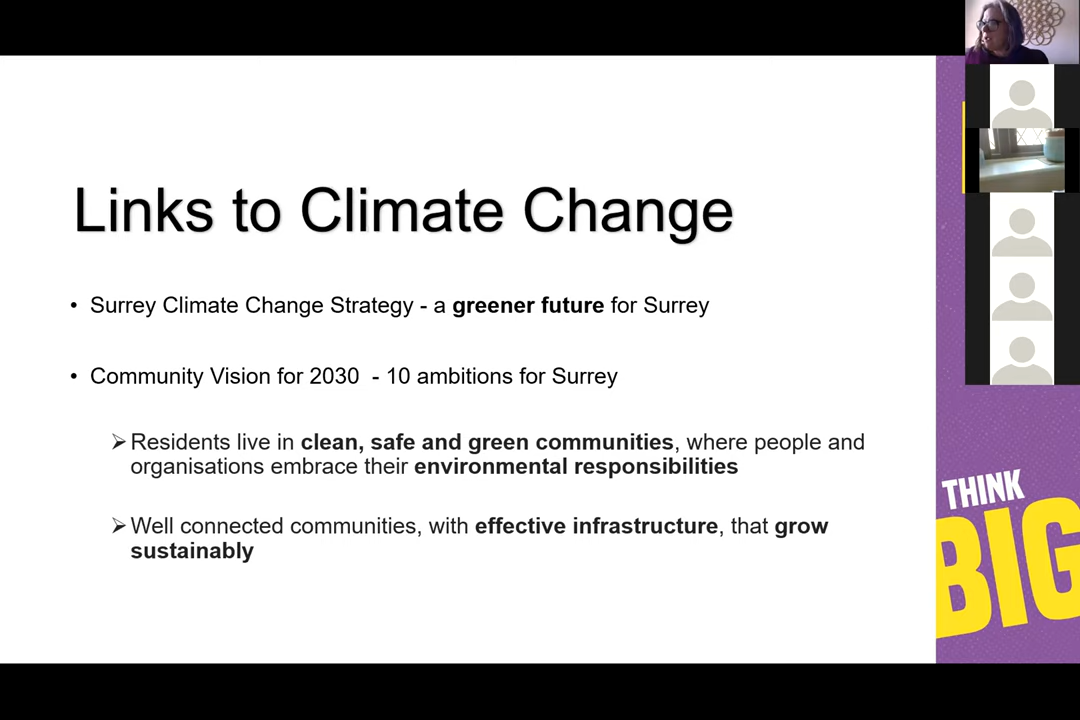 Links to Climate Change
• Surrey Climate Change Strategy - a greener future for Surrey
• Community Vision for 2030 - 10 ambitions for Surrey
➢Residents live in clean, safe and green communities, where people and
organisations embrace their environmental responsibilities
➢Well connected communities, with effective infrastructure, that grow
sustainably
THINK
BIG